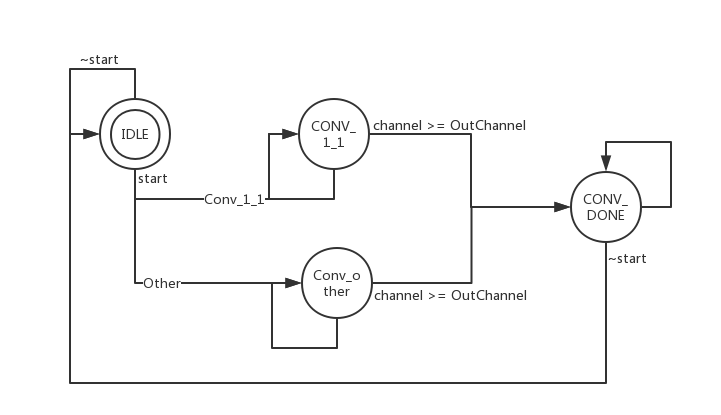 ~start
IDLE
start
CONV_
1_1
channel >= OutChannel
Conv_1_1
CONV_
DONE
~start
Other
Conv_o
ther
channel >= OutChannel